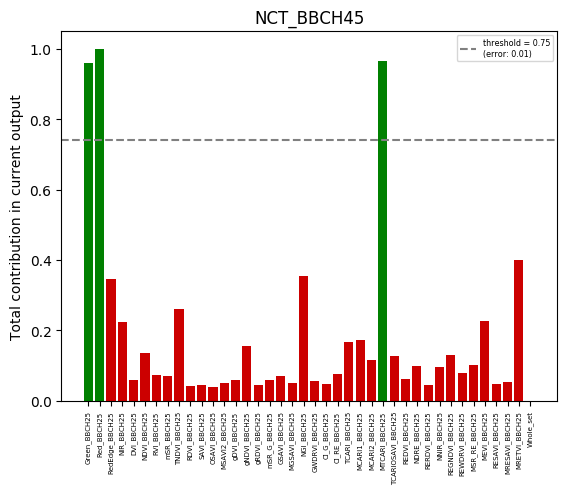 NCT_BBCH45
threshold = 0.75
(error: 0.01)
Total contribution in current output
1.0
0.8
0.6
0.4
0.2
0.0
Green_BBCH25
Red_BBCH25
RedEdge_BBCH25
NIR_BBCH25
DVI_BBCH25
NDVI_BBCH25
RVI_BBCH25
mSR_BBCH25
TNDVI_BBCH25
RDVI_BBCH25
SAVI_BBCH25
OSAVI_BBCH25
MSAVI2_BBCH25
gDVI_BBCH25
gNDVI_BBCH25
gRDVI_BBCH25
mSR_G_BBCH25
GSAVI_BBCH25
MGSAVI_BBCH25
NGI_BBCH25
GWDRVI_BBCH25
CI_G_BBCH25
CI_RE_BBCH25
TCARI_BBCH25
MCARI1_BBCH25
MCARI2_BBCH25
MTCARI_BBCH25
TCARIOSAVI_BBCH25
REDVI_BBCH25
NDRE_BBCH25
RERDVI_BBCH25
NNIR_BBCH25
REGNDVI_BBCH25
REWDRVI_BBCH25
MSR_RE_BBCH25
MEVI_BBCH25
RESAVI_BBCH25
MRESAVI_BBCH25
MRETVI_BBCH25
Whole_set